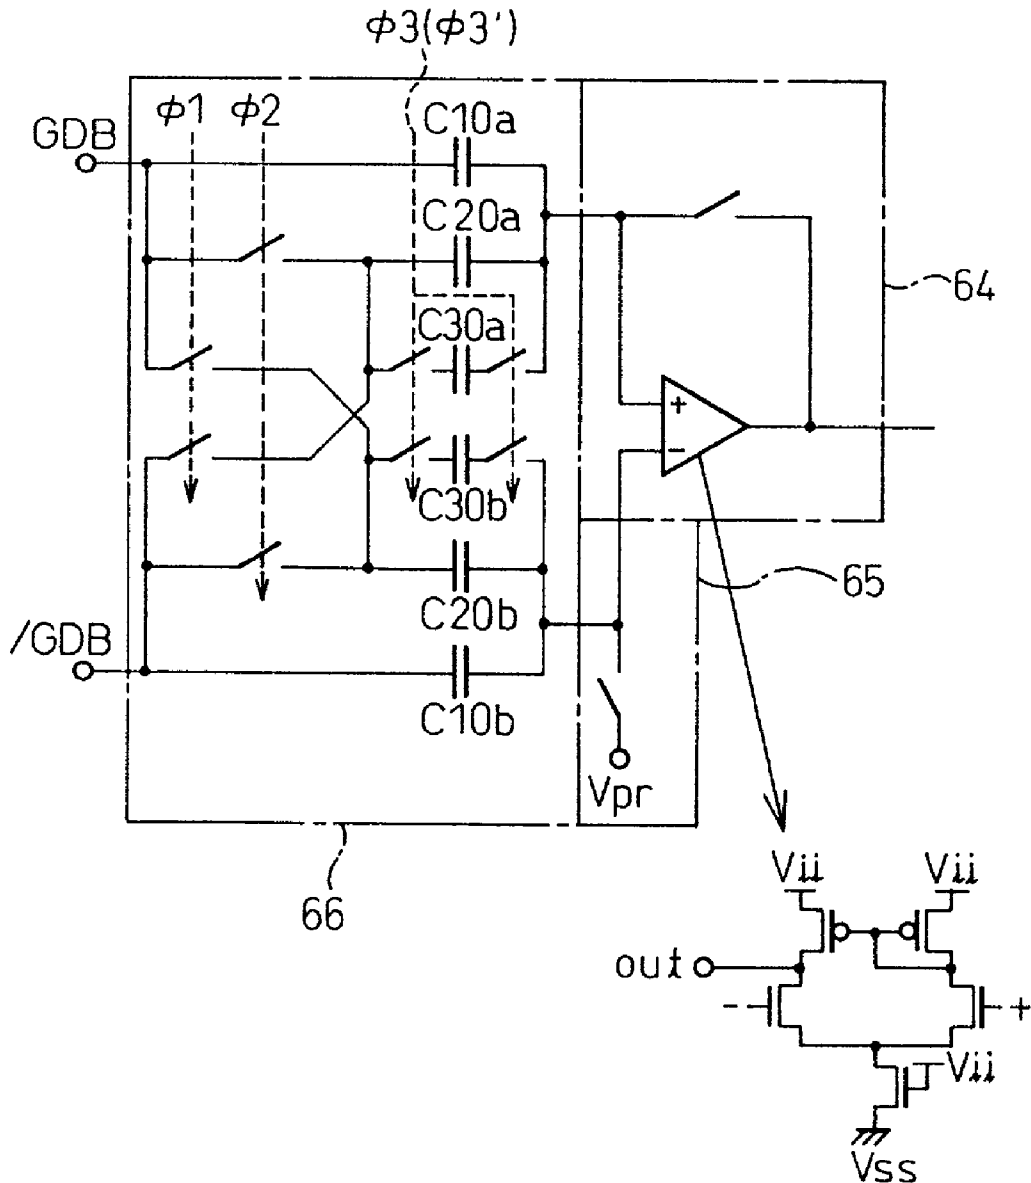 ϕ3(ϕ3')
ϕ1
ϕ2
C10a
GDB
C20a
64
C30a
+
−
C30b
65
C20b
/GDB
C10b
Vpr
66
Vii
Vii
out
−
+
Vii
Vss